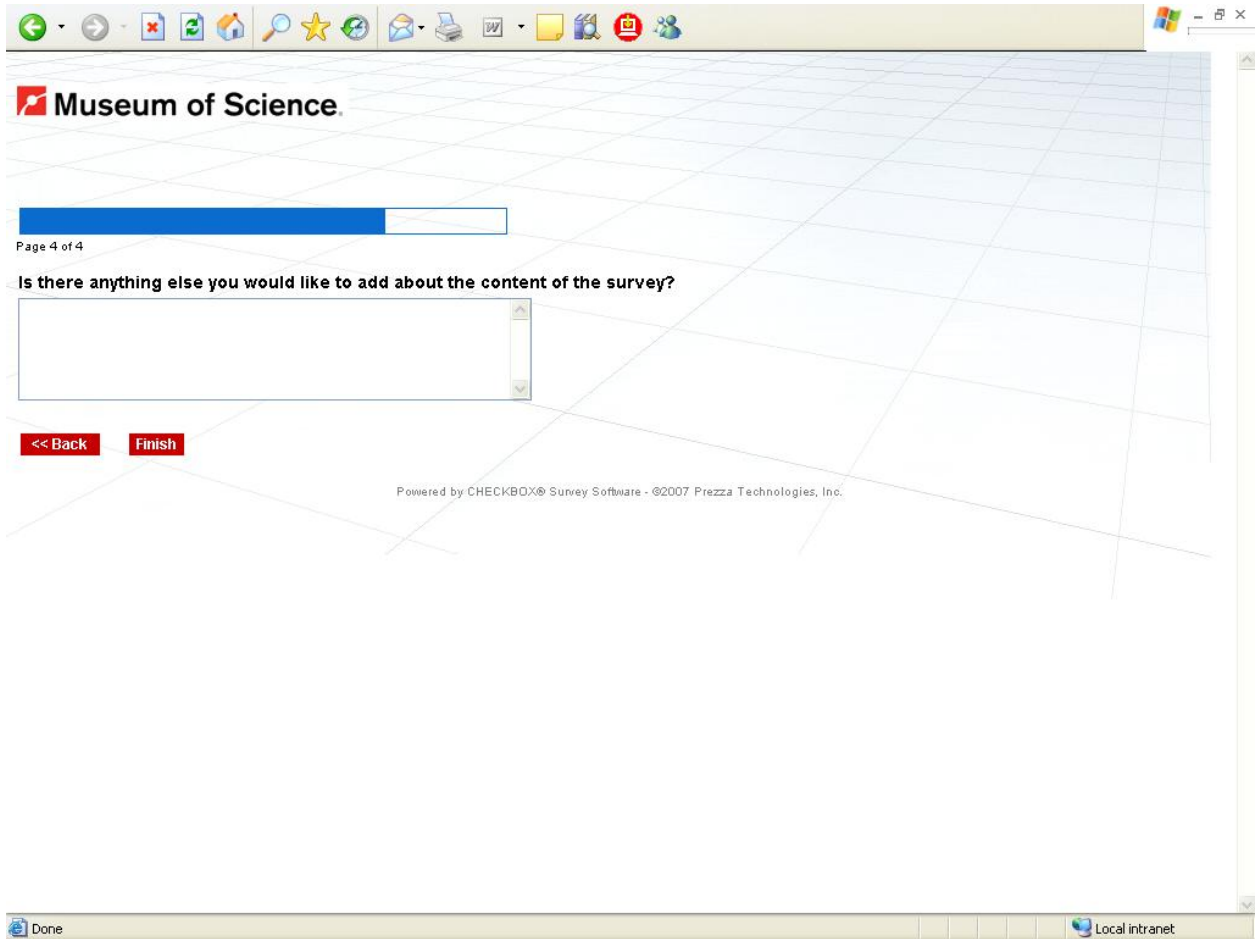 Museum of Science.
Page 4 of 4
Is there anything else you would like to add about the content of the survey?
<< Back Finish
Powered by CHECKBOX® Survey Software - ©2007 Prezza Technologies, Inc.
Done Local intranet